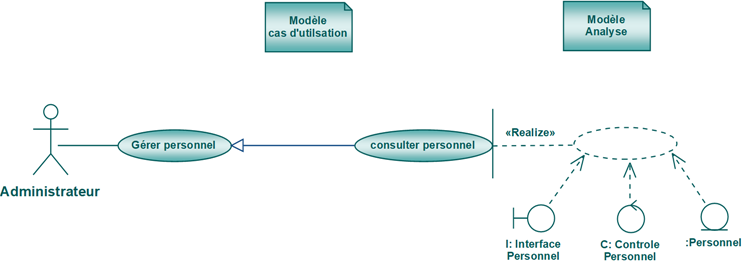 Modèle
cas d'utilsation
Modèle
Analyse
Gérer personnel
consulter personnel
«Realize»
Administrateur
I: Interface
Personnel
C: Controle
Personnel
:Personnel